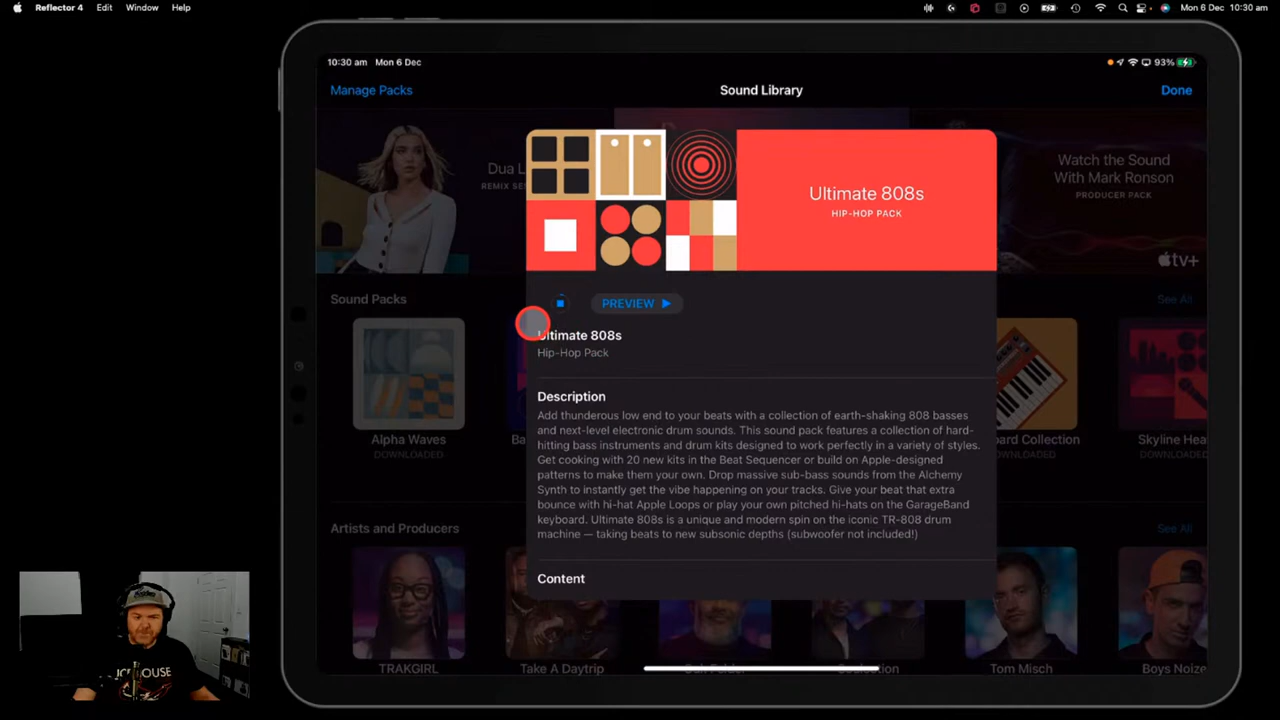 Reflector 4 Edit Window Help
Mon 6 Dec 10:30 am
10:30 am Mon 6 Dec
93%
Manage Packs
Sound Library
Done
Dua L
REMIX SE
Ultimate 808s
HIP-HOP PACK
Watch the Sound
With Mark Ronson
PRODUCER PACK
tv+
Sound Packs
See All
PREVIEW
Ultimate 808s
Hip-Hop Pack
Description
Add thunderous low end to your beats with a collection of earth-shaking 808 basses
and next-level electronic drum sounds. This sound pack features a collection of hard-
hitting bass instruments and drum kits designed to work perfectly in a variety of styles.
Get cooking with 20 new kits in the Beat Sequencer or build on Apple-designed
patterns to make them your own. Drop massive sub-bass sounds from the Alchemy
Synth to instantly get the vibe happening on your tracks. Give your beat that extra
bounce with hi-hat Apple Loops or play your own pitched hi-hats on the GarageBand
keyboard. Ultimate 808s is a unique and modern spin on the iconic TR-808 drum
machine — taking beats to new subsonic depths (subwoofer not included!)
Content
Alpha Waves
DOWNLOADED
Ba
ard Collection
OWNLOADED
Skyline Hea
DOWNLOADED
Artists and Producers
See All
TRAKGIRL
Take A Daytrip
Tom Misch
Boys Noize